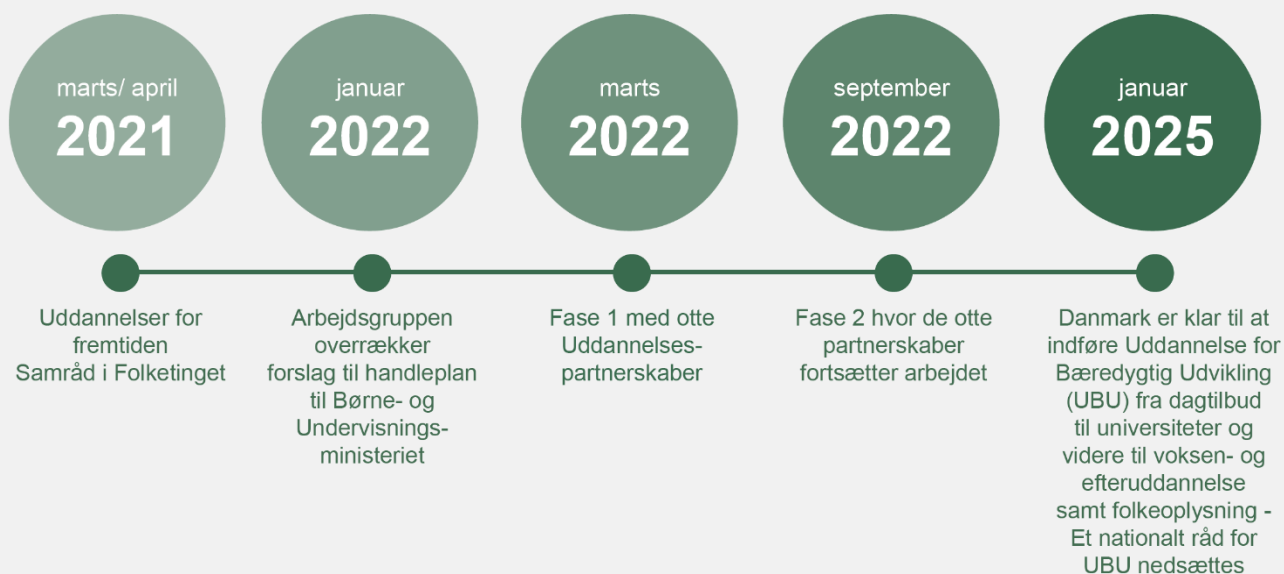 marts/ april
2021
januar
2022
marts
2022
september
2022
januar
2025
Uddannelser for
fremtiden
Samråd i Folketinget
Arbejdsgruppen
overrækker
forslag til handleplan
til Børne- og
Undervisnings-
ministeriet
Fase 1 med otte
Uddannelses-
partnerskaber
Fase 2 hvor de otte
partnerskaber
fortsætter arbejdet
Danmark er klar til at
indføre Uddannelse for
Bæredygtig Udvikling
(UBU) fra dagtilbud
til universiteter og
videre til voksen- og
efteruddannelse
samt folkeoplysning -
Et nationalt råd for
UBU nedsættes